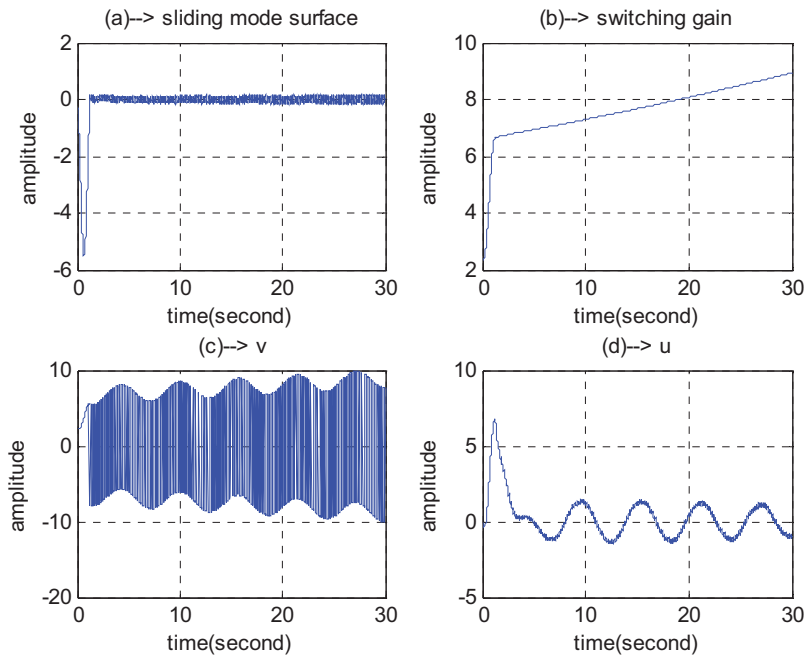 (a)--> sliding mode surface
2
0
-2
-4
-6
amplitude
0 10 20 30
time(second)
(b)--> switching gain
10
8
6
4
2
amplitude
0 10 20 30
time(second)
(c)--> v
10
0
-10
-20
amplitude
0 10 20 30
time(second)
(d)--> u
10
5
0
-5
amplitude
0 10 20 30
time(second)